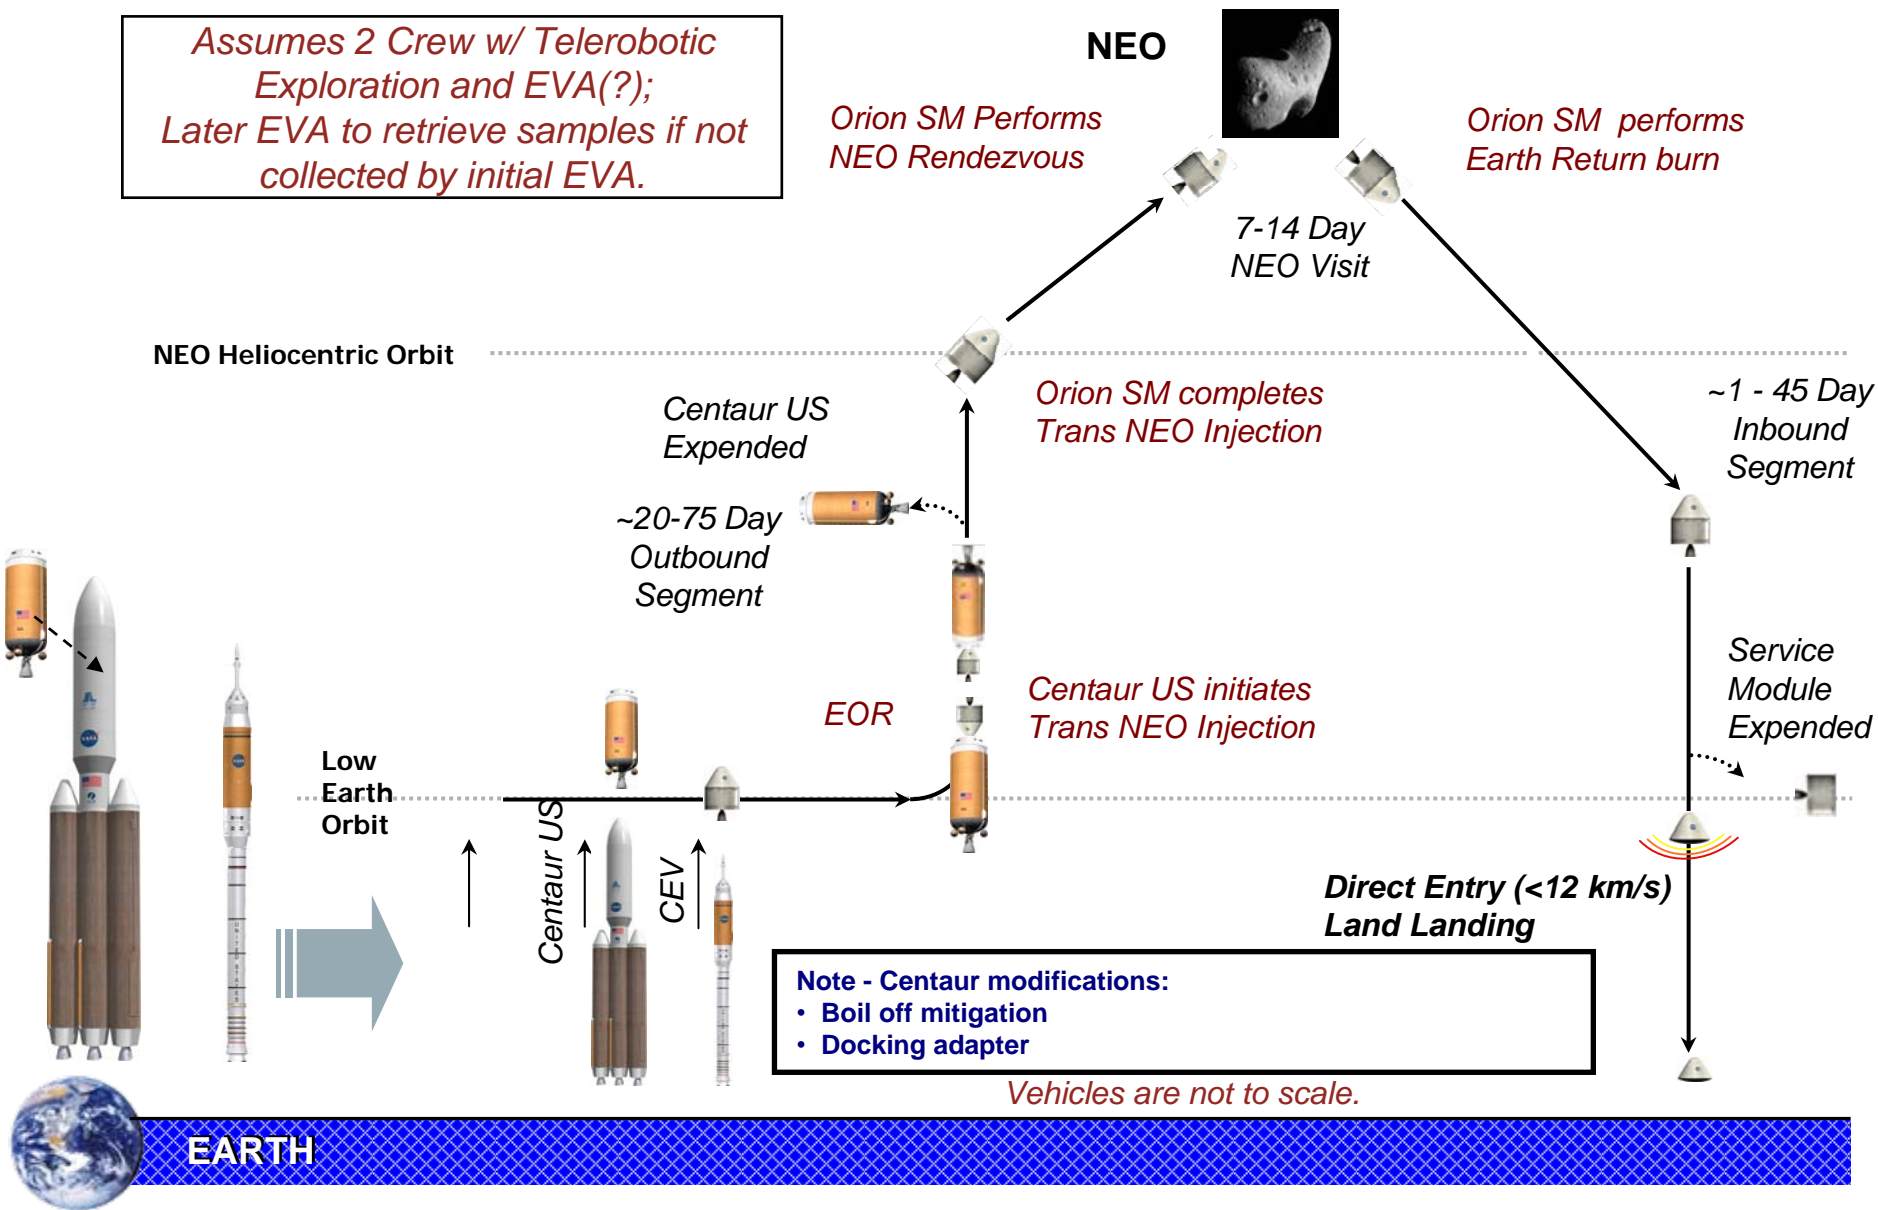 Assumes 2 Crew w/ Telerobotic
Exploration and EVA(?);
Later EVA to retrieve samples if not
collected by initial EVA.
NEO
Orion SM Performs
NEO Rendezvous
Orion SM performs
Earth Return burn
7-14 Day
NEO Visit
NEO Heliocentric Orbit
Centaur US
Expended
Orion SM completes
Trans NEO Injection
~1 - 45 Day
Inbound
Segment
~20-75 Day
Outbound
Segment
Service
Module
Expended
EOR
Centaur US initiates
Trans NEO Injection
Low
Earth
Orbit
Centaur US
CEV
UNITED STATES
Direct Entry (<12 km/s)
Land Landing
Note - Centaur modifications:
• Boil off mitigation
• Docking adapter
Vehicles are not to scale.
EARTH